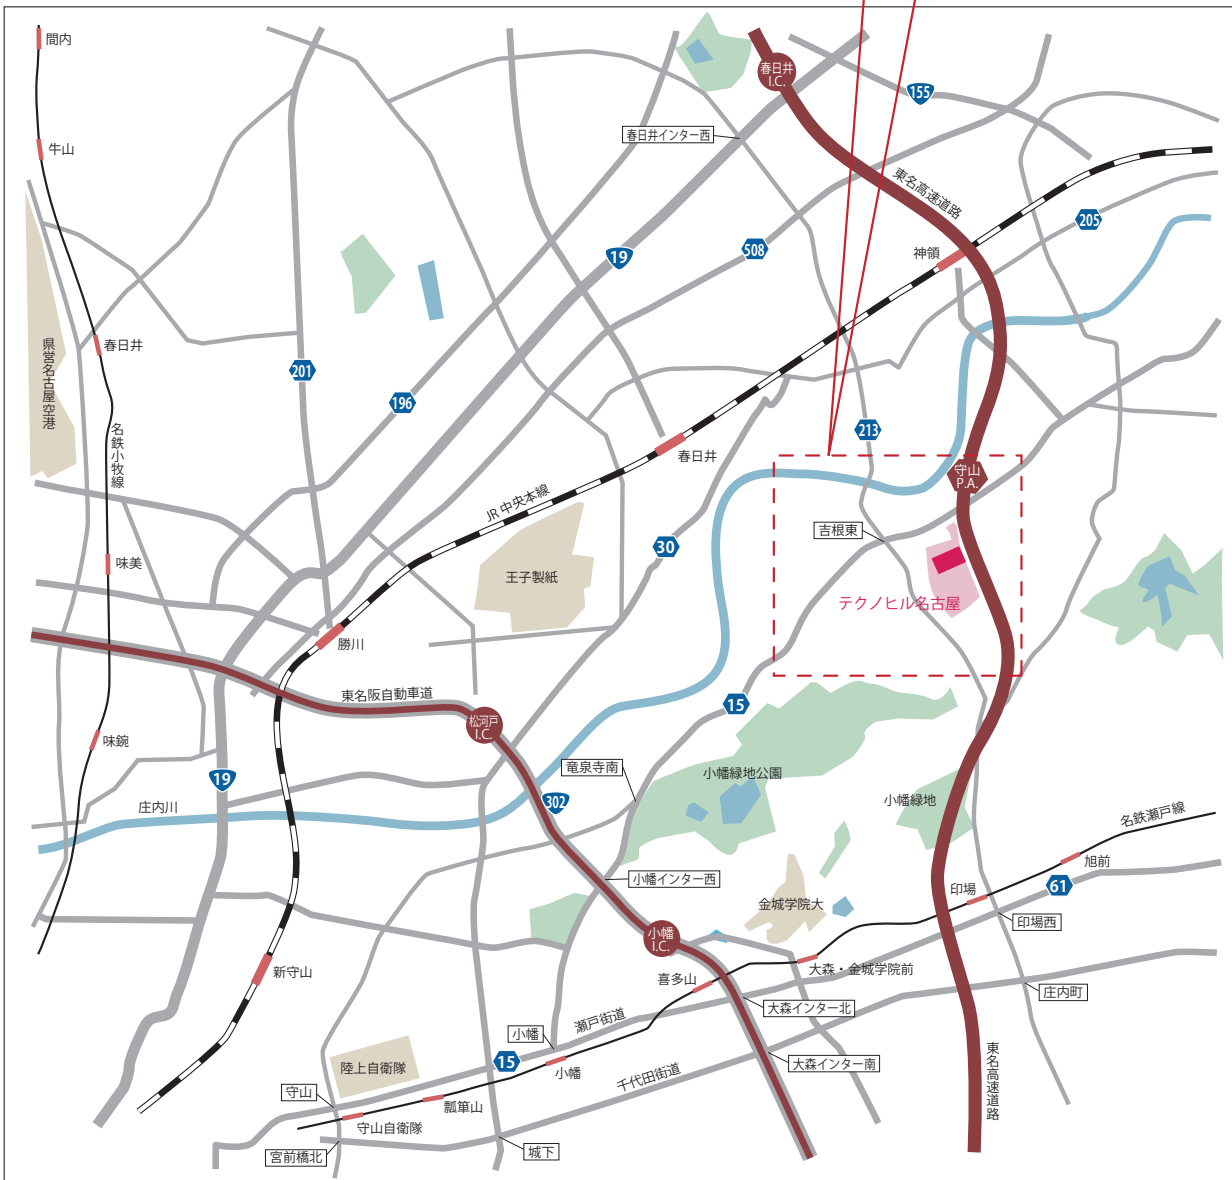 間内
春日井
I.C.
155
春日井インター西
牛山
東名高速道路
205
508
神領
19
春日井
県営名古屋空港
201
196
名鉄小牧線
213
春日井
守山
P.A.
JR 中央本線
吉根東
30
味美
王子製紙
テクノヒル名古屋
勝川
東名阪自動車道
15
松河戸
I.C.
味鋺
竜泉寺南
小幡緑地公園
19
302
小幡緑地
庄内川
名鉄瀬戸線
旭前
小幡インター西
61
印場
金城学院大
印場西
小幡
I.C.
新守山
喜多山
大森・金城学院前
庄内町
大森インター北
瀬戸街道
小幡
15
小幡
大森インター南
陸上自衛隊
千代田街道
東名高速道路
守山
瓢箪山
守山自衛隊
宮前橋北
城下